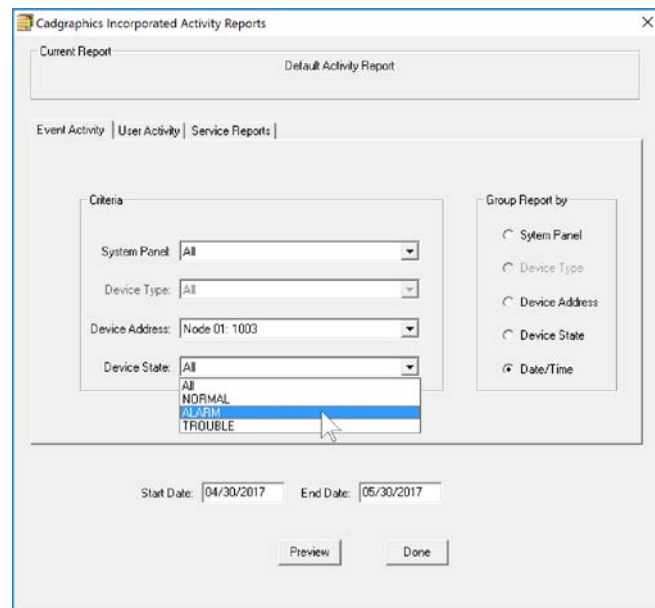 Cadgraphics Incorporated Activity Reports
Current Report
Default Activity Report
Event Activity User Activity Service Reports
Criteria
System Panel: All
Device Type: All
Device Address: Node 01: 1003
Device State: All
All
NORMAL
ALARM
TROUBLE
Group Report by
Sytem Panel
Device Type
Device Address
Device State
Date/Time
Start Date: 04/30/2017 End Date: 05/30/2017
Preview Done